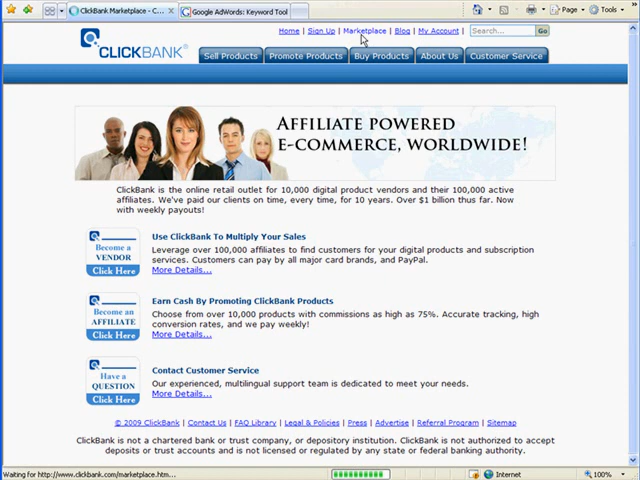 ClickBank Marketplace - C...
Google AdWords: Keyword Tool
Page
Tools
CLICKBANK®
Home | Sign Up | Marketplace | Blog | My Account |
Search...
Go
Sell Products
Promote Products
Buy Products
About Us
Customer Service
AFFILIATE POWERED
E-COMMERCE, WORLDWIDE!
ClickBank is the online retail outlet for 10,000 digital product vendors and their 100,000 active
affiliates. We've paid our clients on time, every time, for 10 years. Over $1 billion thus far. Now
with weekly payouts!
Become a
VENDOR
Click Here
Use ClickBank To Multiply Your Sales
Leverage over 100,000 affiliates to find customers for your digital products and subscription
services. Customers can pay by all major card brands, and PayPal.
More Details...
Become an
AFFILIATE
Click Here
Earn Cash By Promoting ClickBank Products
Choose from over 10,000 products with commissions as high as 75%. Accurate tracking, high
conversion rates, and we pay weekly!
More Details...
Have a
QUESTION
Click Here
Contact Customer Service
Our experienced, multilingual support team is dedicated to meet your needs.
More Details...
© 2009 ClickBank | Contact Us | FAQ Library | Legal & Policies | Press | Advertise | Referral Program | Sitemap
ClickBank is not a chartered bank or trust company, or depository institution. ClickBank is not authorized to accept
deposits or trust accounts and is not licensed or regulated by any state or federal banking authority.
Waiting for http://www.clickbank.com/marketplace.htm...
Internet
100%